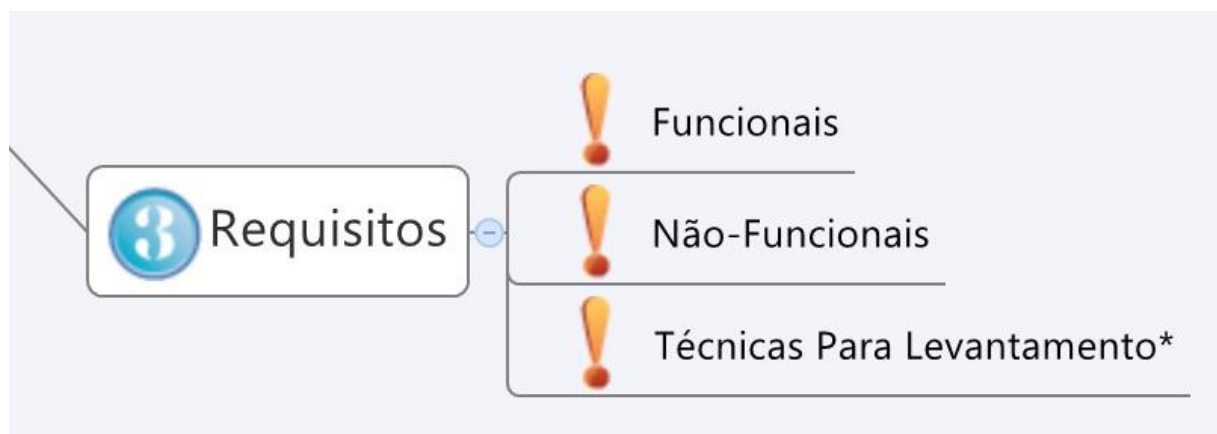 3 Requisitos
Funcionais
Não-Funcionais
Técnicas Para Levantamento*